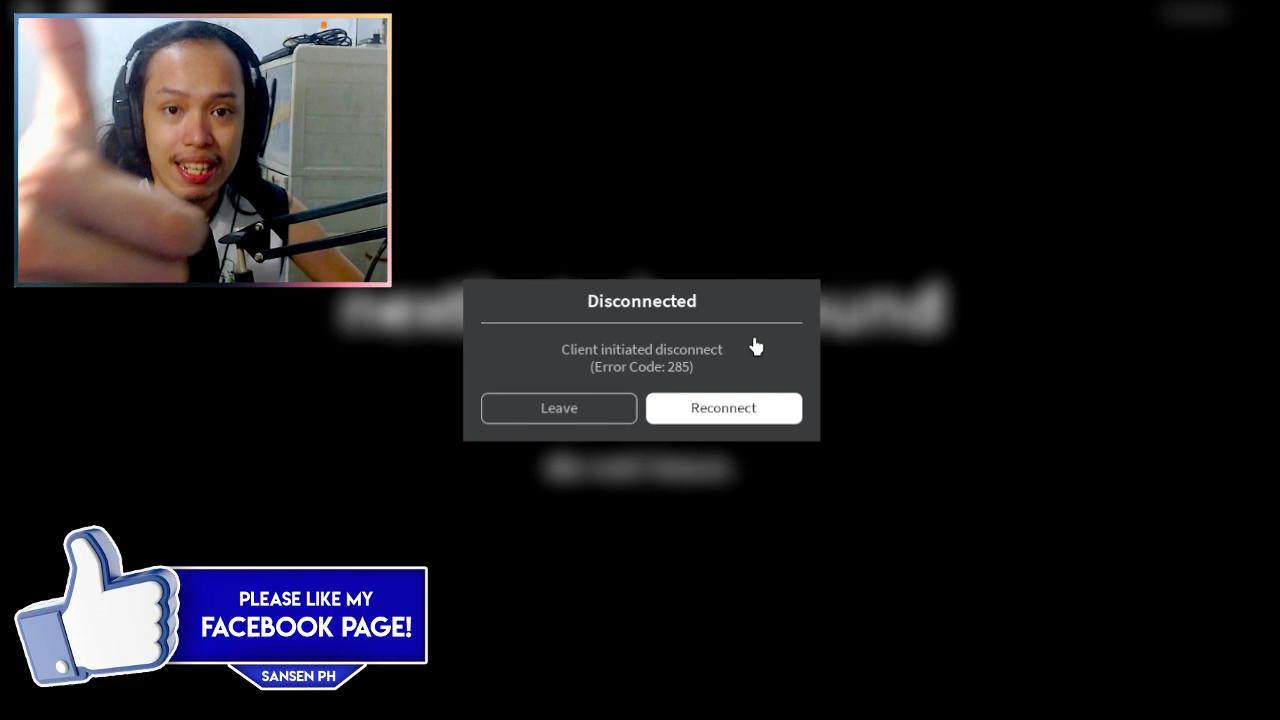 Disconnected
Client initiated disconnect
(Error Code: 285)
Leave
Reconnect
PLEASE LIKE MY
FACEBOOK PAGE!
SANSEN PH